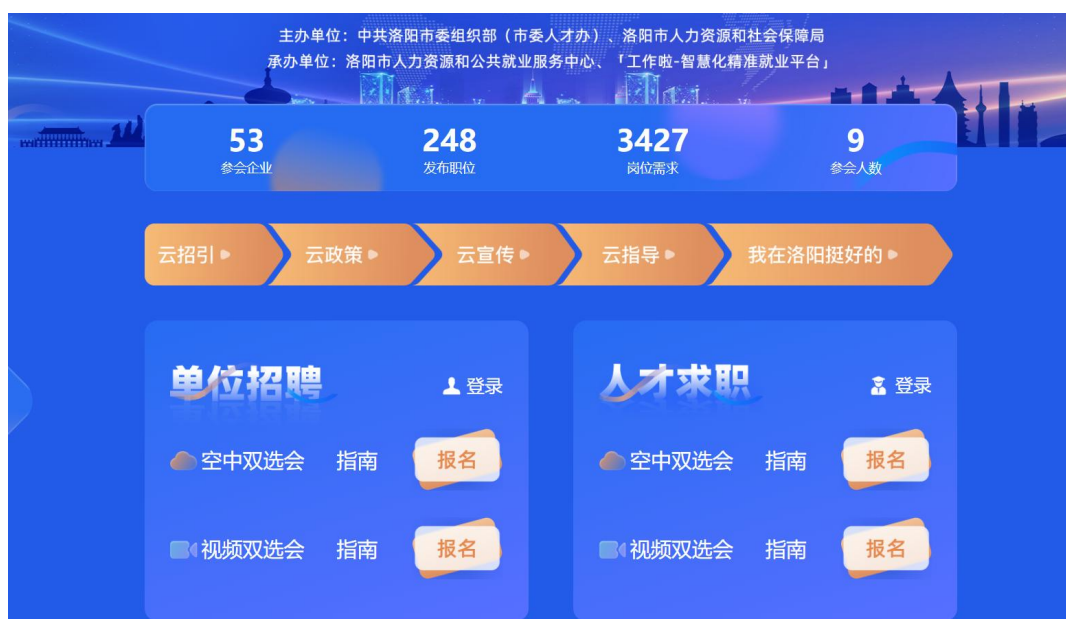 主办单位：中共洛阳市委组织部（市委人才办）、洛阳市人力资源和社会保障局
承办单位：洛阳市人力资源和公共就业服务中心、「工作啦-智慧化精准就业平台」
53 248 3427 9
参会企业 发布职位 岗位需求 参会人数
云招引 云政策 云宣传 云指导 我在洛阳挺好的
单位招聘 登录
空中双选会 指南 报名
视频双选会 指南 报名
人才求职 登录
空中双选会 指南 报名
视频双选会 指南 报名